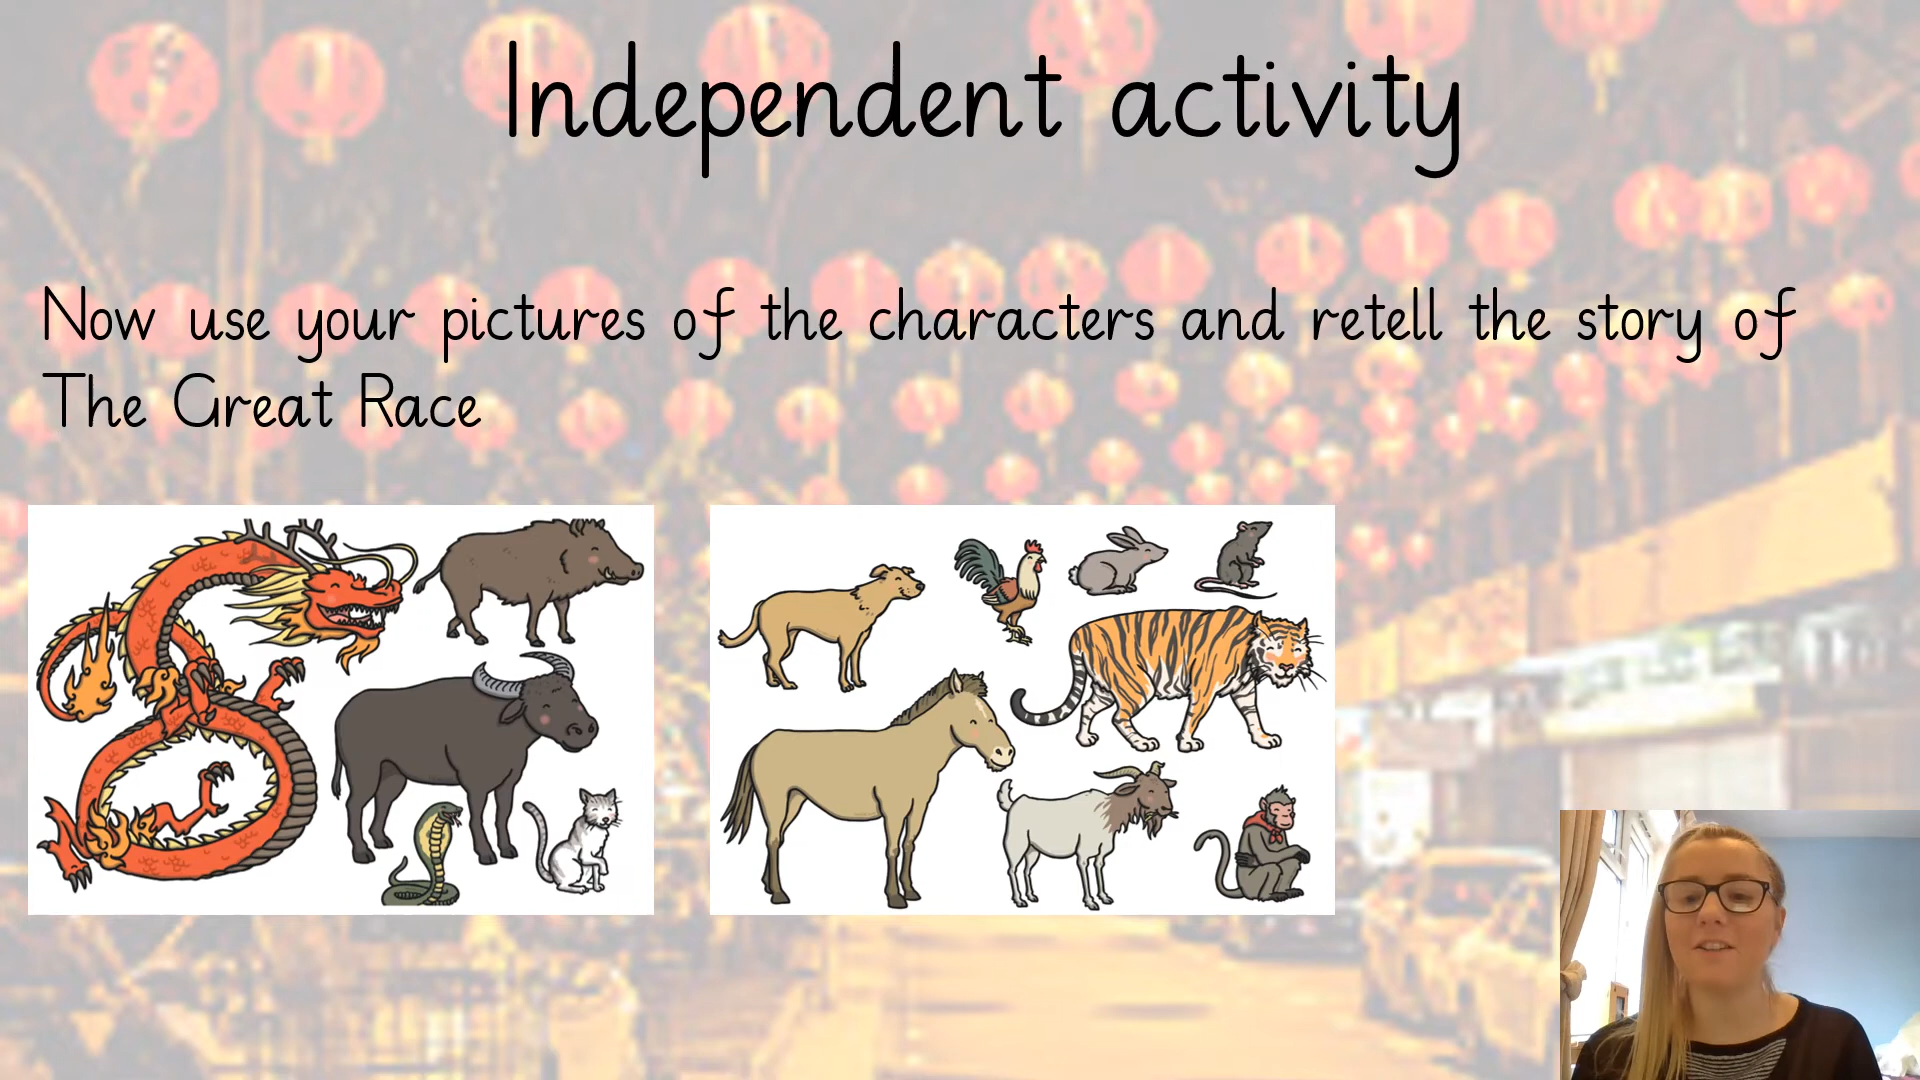 Independent activity
Now use your pictures of the characters and retell the story of
The Great Race